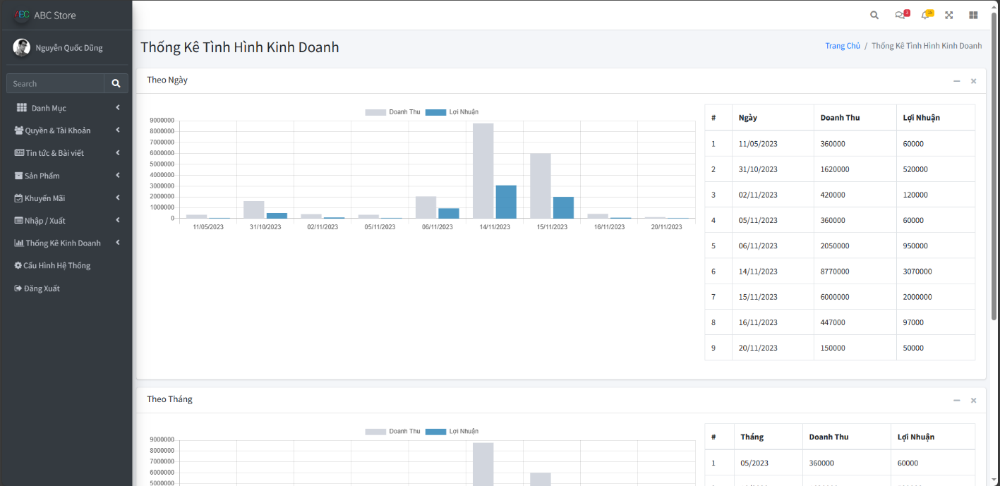 AEC ABC Store
3
15
Nguyễn Quốc Dũng
Search
Danh Mục
Quyền & Tài Khoản
Tin tức & Bài viết
Sản Phẩm
Khuyến Mãi
Nhập / Xuất
Thống Kê Kinh Doanh
Cấu Hình Hệ Thống
Đăng Xuất
Thống Kê Tình Hình Kinh Doanh
Trang Chủ / Thống Kê Tình Hình Kinh Doanh
Theo Ngày
Doanh Thu Lợi Nhuận
9000000
8000000
7000000
6000000
5000000
4000000
3000000
2000000
1000000
0
11/05/2023 31/10/2023 02/11/2023 05/11/2023 06/11/2023 14/11/2023 15/11/2023 16/11/2023 20/11/2023
# Ngày Doanh Thu Lợi Nhuận
1 11/05/2023 360000 60000
2 31/10/2023 1620000 520000
3 02/11/2023 420000 120000
4 05/11/2023 360000 60000
5 06/11/2023 2050000 950000
6 14/11/2023 8770000 3070000
7 15/11/2023 6000000 2000000
8 16/11/2023 447000 97000
9 20/11/2023 150000 50000
Theo Tháng
Doanh Thu Lợi Nhuận
9000000
8000000
7000000
6000000
5000000
# Tháng Doanh Thu Lợi Nhuận
1 05/2023 360000 60000